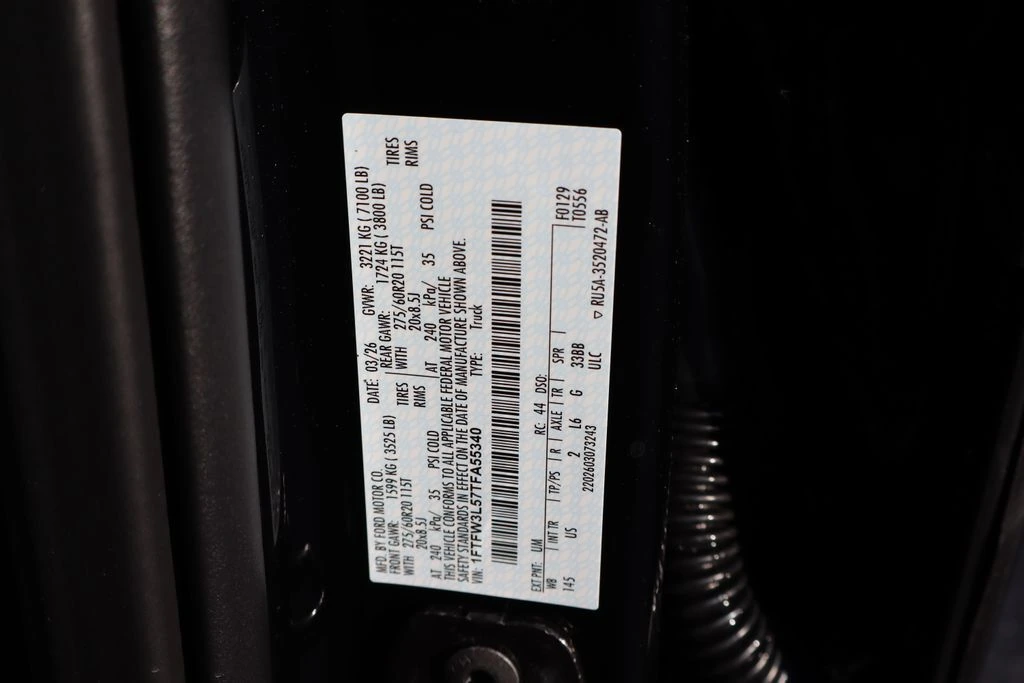 MFD. BY FORD MOTOR CO. DATE: 03/26 GVWR: 3221 KG ( 7100 LB)
FRONT GAWR: 1599 KG ( 3525 LB) REAR GAWR: 1724 KG ( 3800 LB)
WITH 275/60R20 115T TIRES WITH 275/60R20 115T TIRES
20x8.5J RIMS 20x8.5J RIMS
AT 240 kPa/ 35 PSI COLD AT 240 kPa/ 35 PSI COLD
THIS VEHICLE CONFORMS TO ALL APPLICABLE FEDERAL MOTOR VEHICLE
SAFETY STANDARDS IN EFFECT ON THE DATE OF MANUFACTURE SHOWN ABOVE.
VIN: 1FTFW3L57TFA55340 TYPE: Truck
EXT PNT: UM RC: 44 DSO:
WB INT TR TP/PS R AXLE TR SPR F0129
145 US 2 L6 G 33BB T0556
2202603073243 ULC
▽ RU5A-3520472-AB